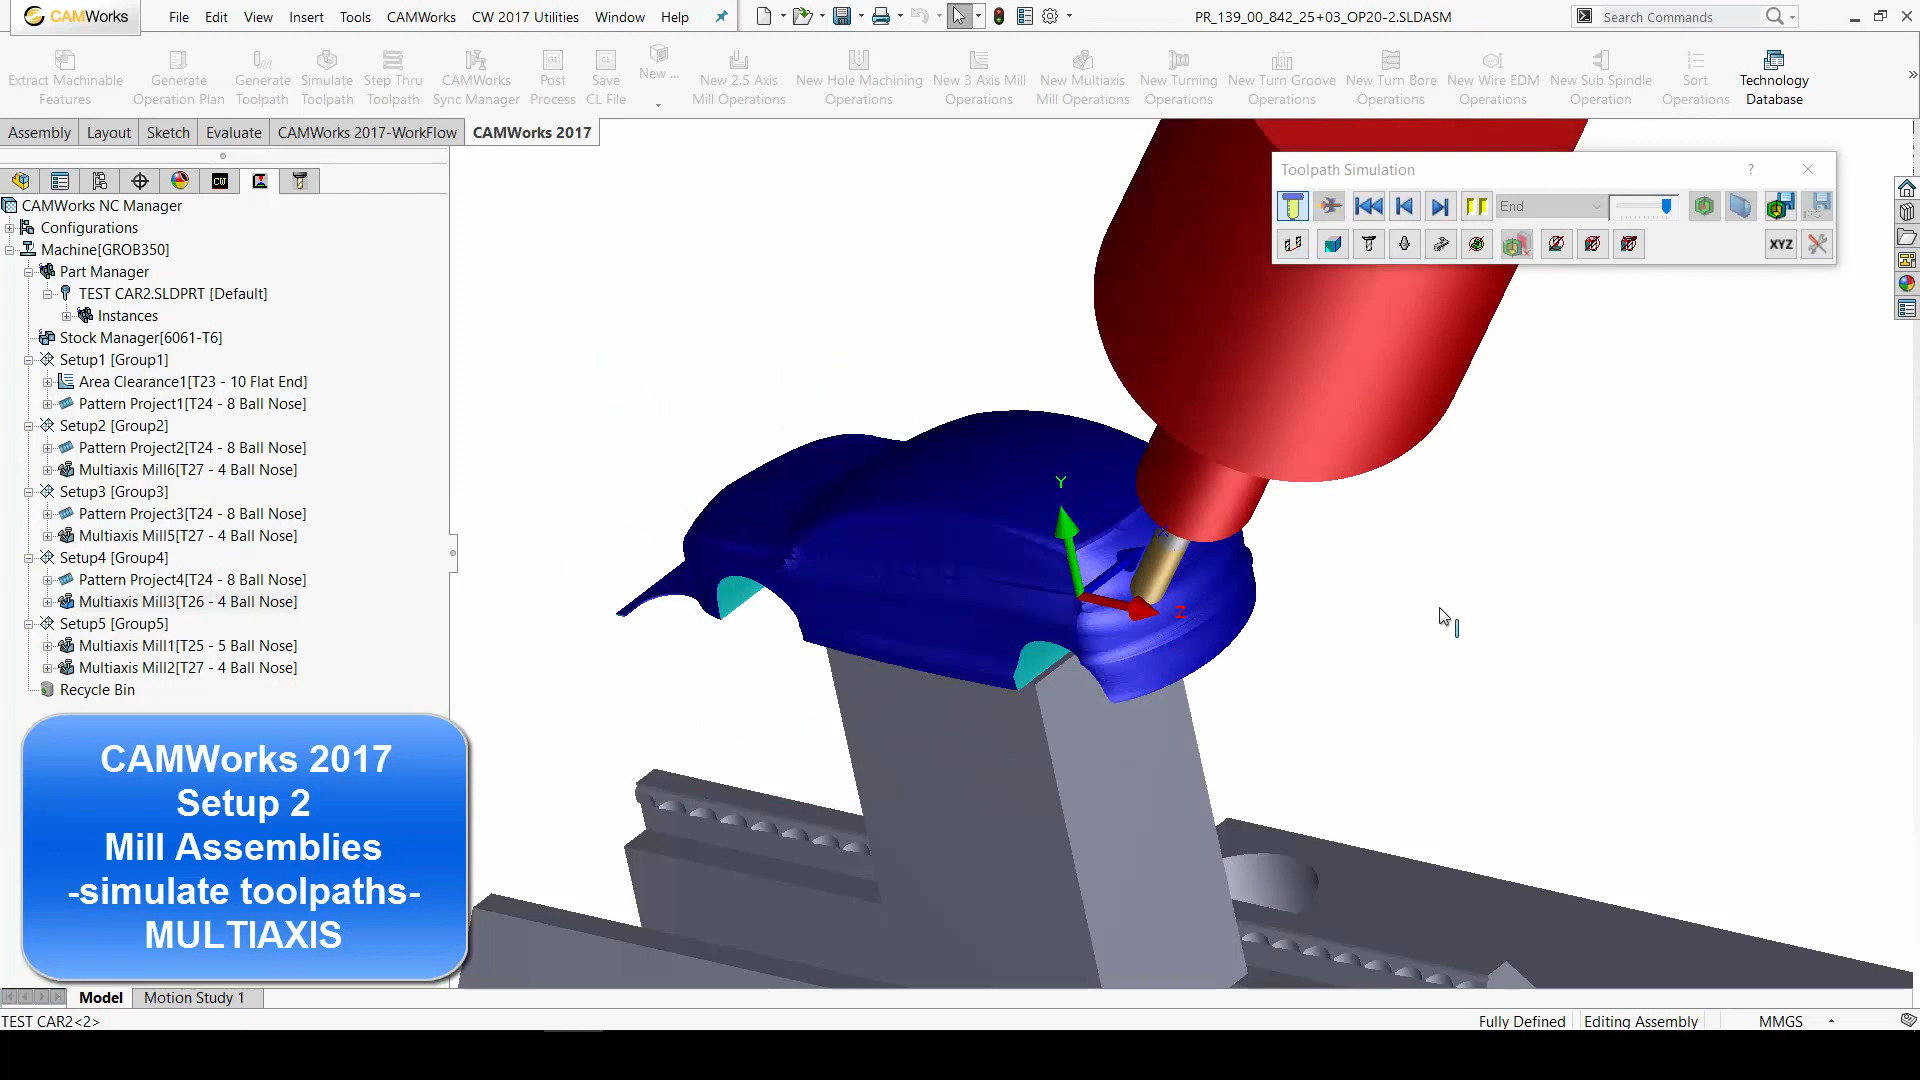 CAMWorks
File Edit View Insert Tools CAMWorks CW 2017 Utilities Window Help
PR_139_00_842_25+03_OP20-2.SLDASM
Search Commands
Extract Machinable Features
Generate Operation Plan
Generate Toolpath
Simulate Toolpath
Step Thru Toolpath
CAMWorks Sync Manager
Post Process
Save CL File
New ...
New 2.5 Axis Mill Operations
New Hole Machining Operations
New 3 Axis Mill Operations
New Multiaxis Mill Operations
New Turning Operations
New Turn Groove Operations
New Turn Bore Operations
New Wire EDM Operations
New Sub Spindle Operation
Sort Operations
Technology Database
Assembly Layout Sketch Evaluate CAMWorks 2017-WorkFlow CAMWorks 2017
Toolpath Simulation ?
End
XYZ
CAMWorks NC Manager
Configurations
Machine[GROB350]
Part Manager
TEST CAR2.SLDPRT [Default]
Instances
Stock Manager[6061-T6]
Setup1 [Group1]
Area Clearance1[T23 - 10 Flat End]
Pattern Project1[T24 - 8 Ball Nose]
Setup2 [Group2]
Pattern Project2[T24 - 8 Ball Nose]
Multiaxis Mill6[T27 - 4 Ball Nose]
Setup3 [Group3]
Pattern Project3[T24 - 8 Ball Nose]
Multiaxis Mill5[T27 - 4 Ball Nose]
Setup4 [Group4]
Pattern Project4[T24 - 8 Ball Nose]
Multiaxis Mill3[T26 - 4 Ball Nose]
Setup5 [Group5]
Multiaxis Mill1[T25 - 5 Ball Nose]
Multiaxis Mill2[T27 - 4 Ball Nose]
Recycle Bin
Y
X
Z
CAMWorks 2017
Setup 2
Mill Assemblies
-simulate toolpaths-
MULTIAXIS
Model Motion Study 1
TEST CAR2<2>
Fully Defined Editing Assembly MMGS